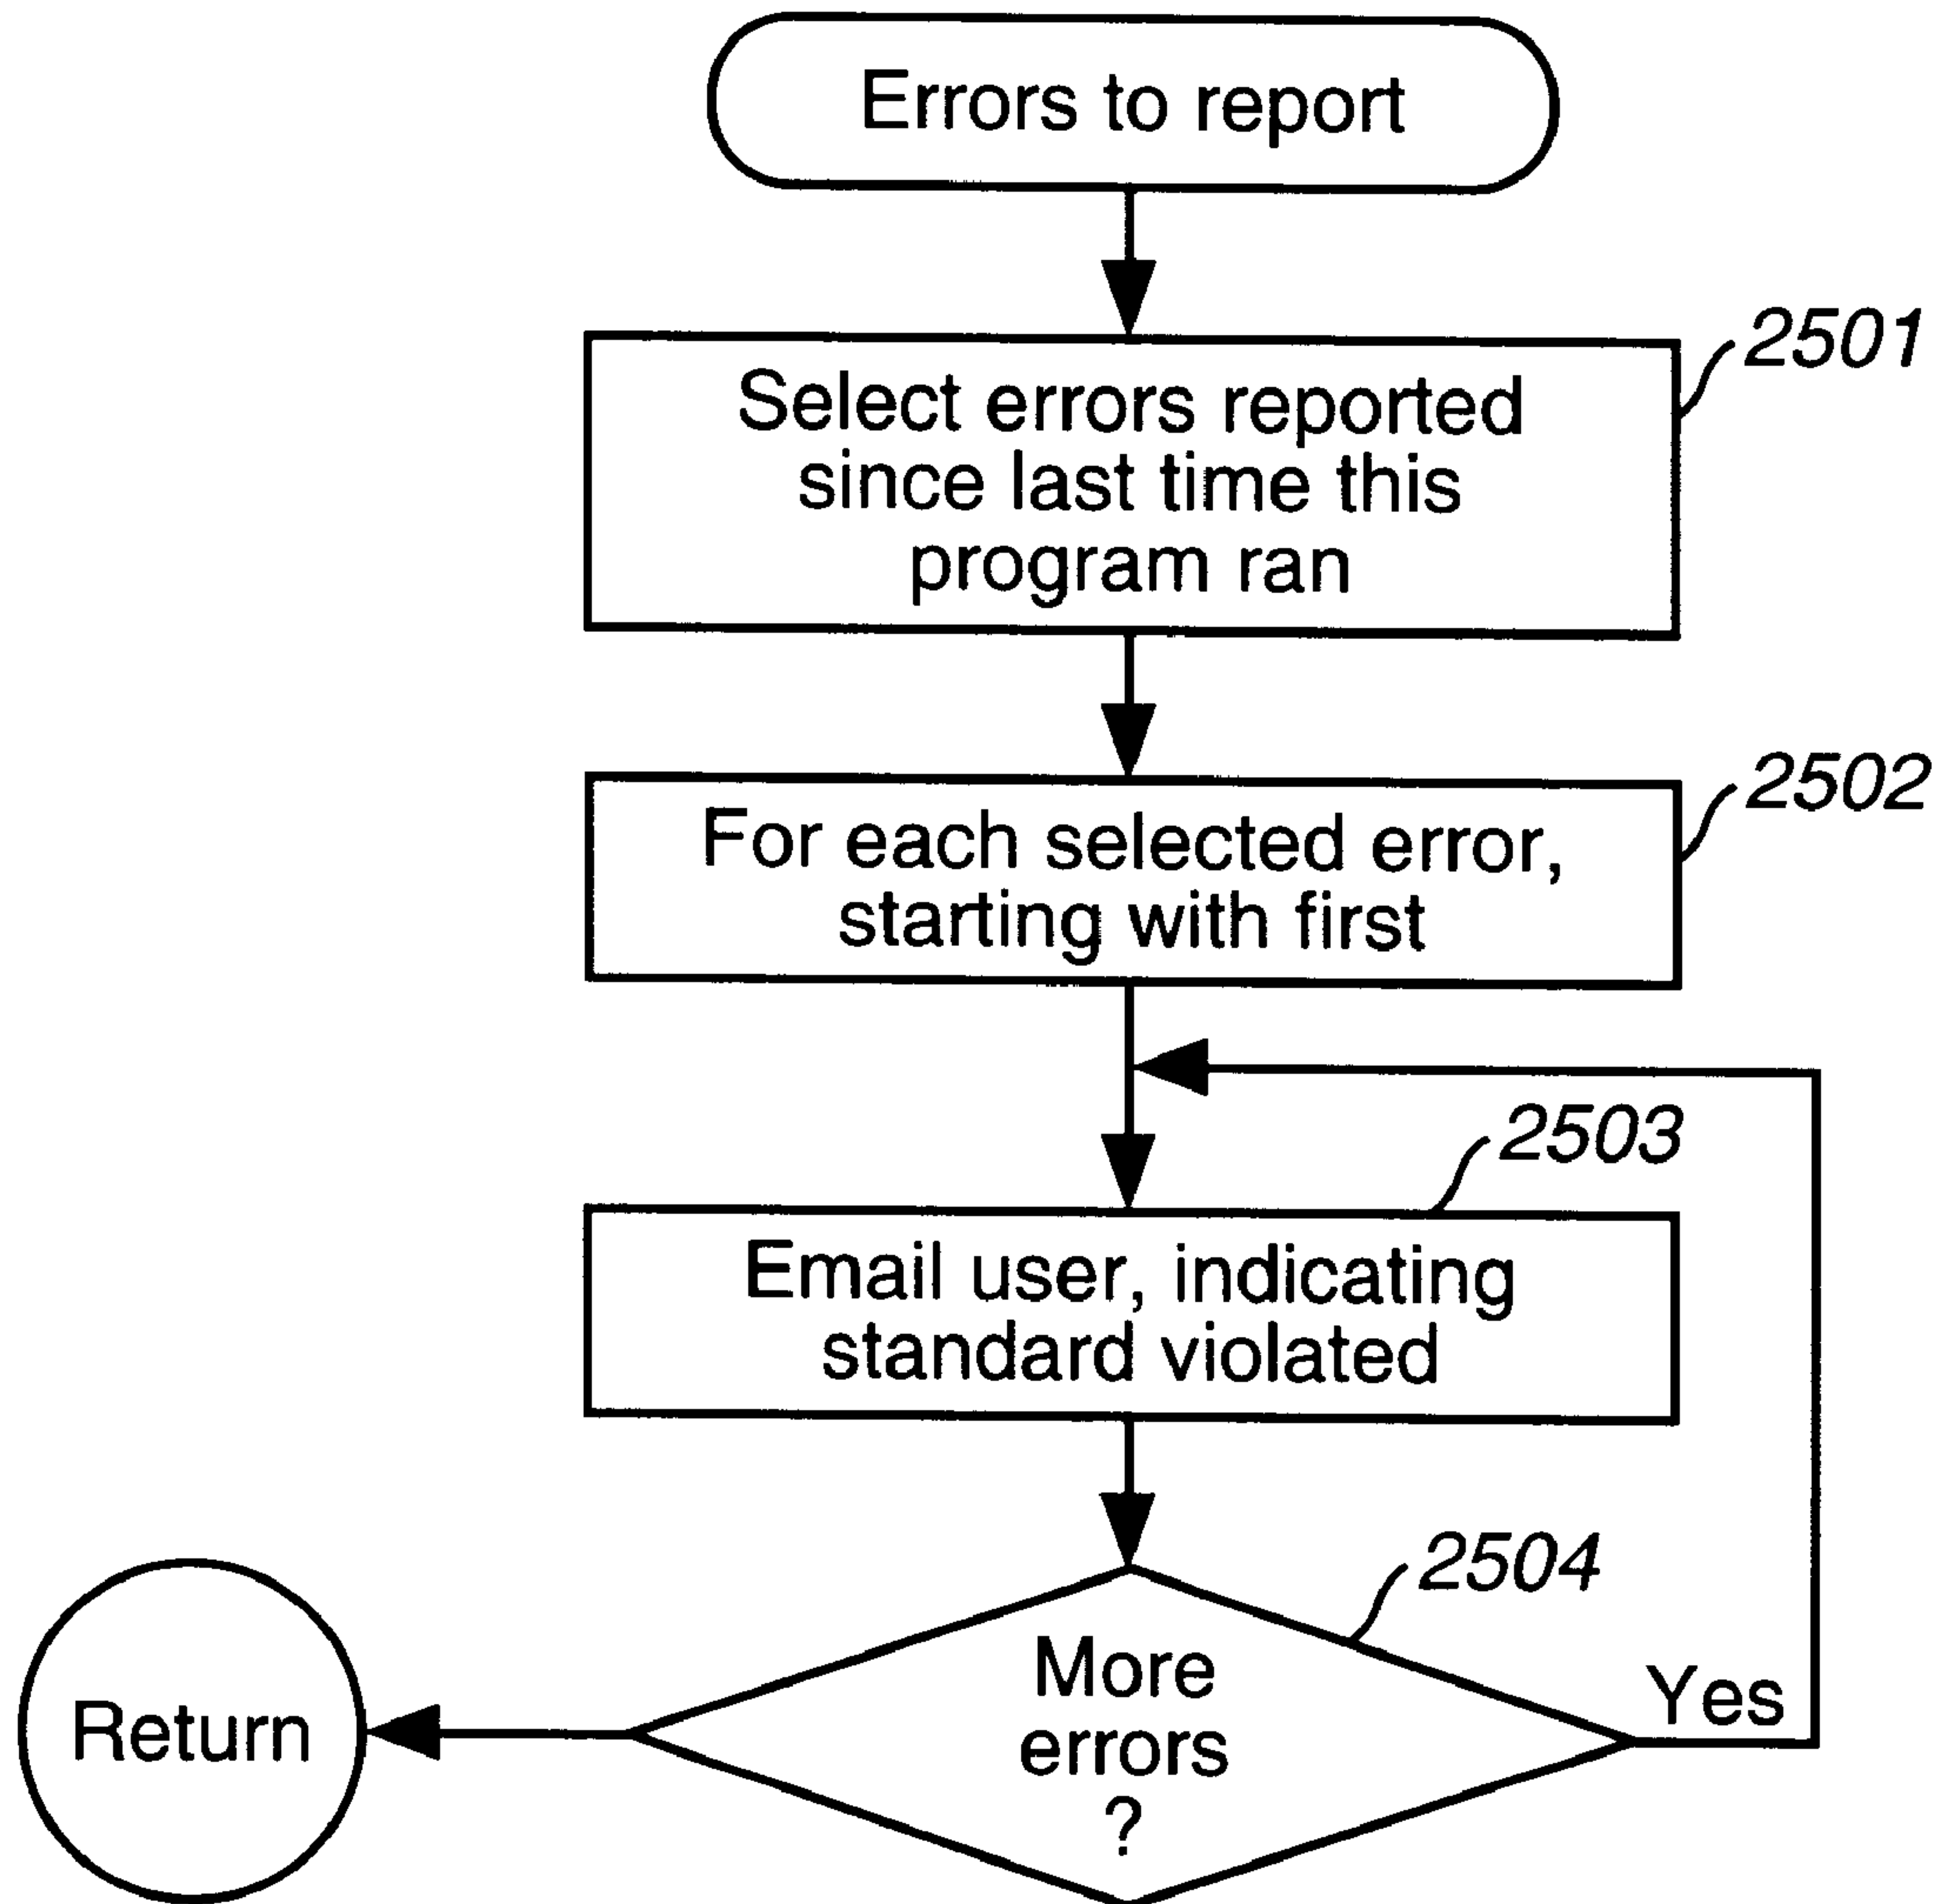 Errors to report
2501
Select errors reported
since last time this
program ran
2502
For each selected error,
starting with first
2503
Email user, indicating
standard violated
2504
More
errors
?
Yes
Return